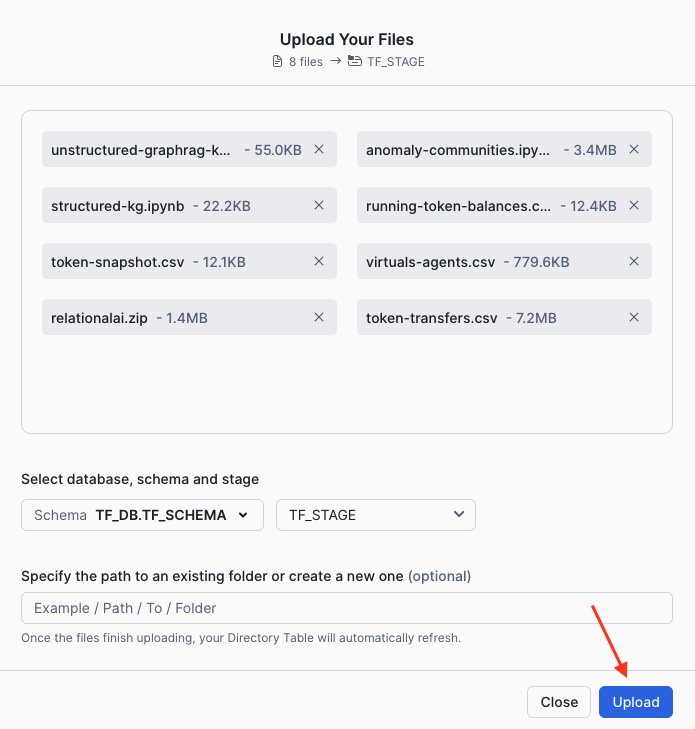 Upload Your Files
8 files → TF_STAGE
unstructured-graphrag-k... - 55.0KB
anomaly-communities.ipy... - 3.4MB
structured-kg.ipynb - 22.2KB
running-token-balances.c... - 12.4KB
token-snapshot.csv - 12.1KB
virtuals-agents.csv - 779.6KB
relationalai.zip - 1.4MB
token-transfers.csv - 7.2MB
Select database, schema and stage
Schema TF_DB.TF_SCHEMA
TF_STAGE
Specify the path to an existing folder or create a new one (optional)
Example / Path / To / Folder
Once the files finish uploading, your Directory Table will automatically refresh.
Close
Upload